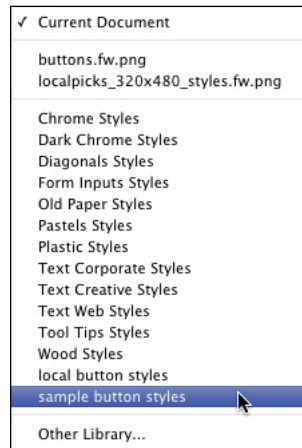 ✓ Current Document
buttons.fw.png
localpicks_320x480_styles.fw.png
Chrome Styles
Dark Chrome Styles
Diagonals Styles
Form Inputs Styles
Old Paper Styles
Pastels Styles
Plastic Styles
Text Corporate Styles
Text Creative Styles
Text Web Styles
Tool Tips Styles
Wood Styles
local button styles
sample button styles
Other Library...